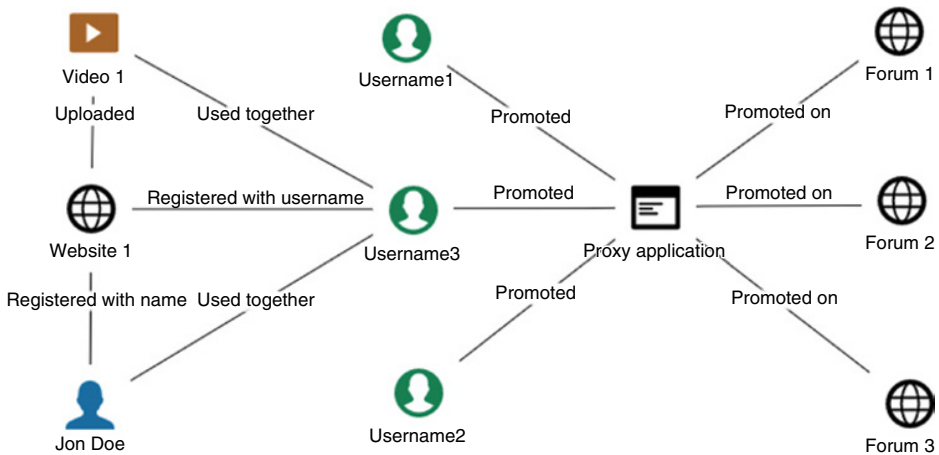 Video 1
Username1
Forum 1
Uploaded
Used together
Promoted
Promoted on
Registered with username
Promoted
Promoted on
Website 1
Username3
Proxy application
Forum 2
Registered with name
Used together
Promoted
Promoted on
Jon Doe
Username2
Forum 3